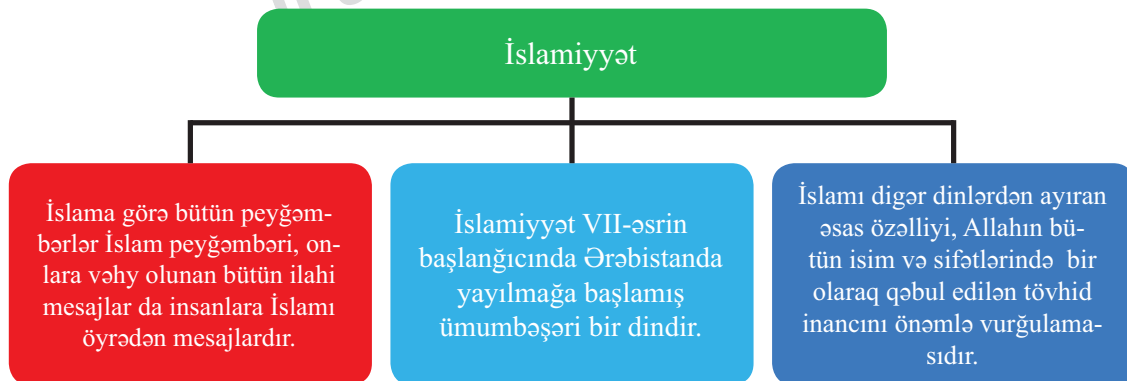 İslamiyyət
İslama görə bütün peyğəm-
bərlər İslam peyğəmbəri, on-
lara vəhy olunan bütün ilahi
mesajlar da insanlara İslamı
öyrədən mesajlardır.
İslamiyyət VII-əsrin
başlanğıcında Ərəbistanda
yayılmağa başlamış
ümumbəşəri bir dindir.
İslamı digər dinlərdən ayıran
əsas özəlliyi, Allahın bü-
tün isim və sifətlərində bir
olaraq qəbul edilən tövhid
inancını önəmlə vurğulama-
sıdır.